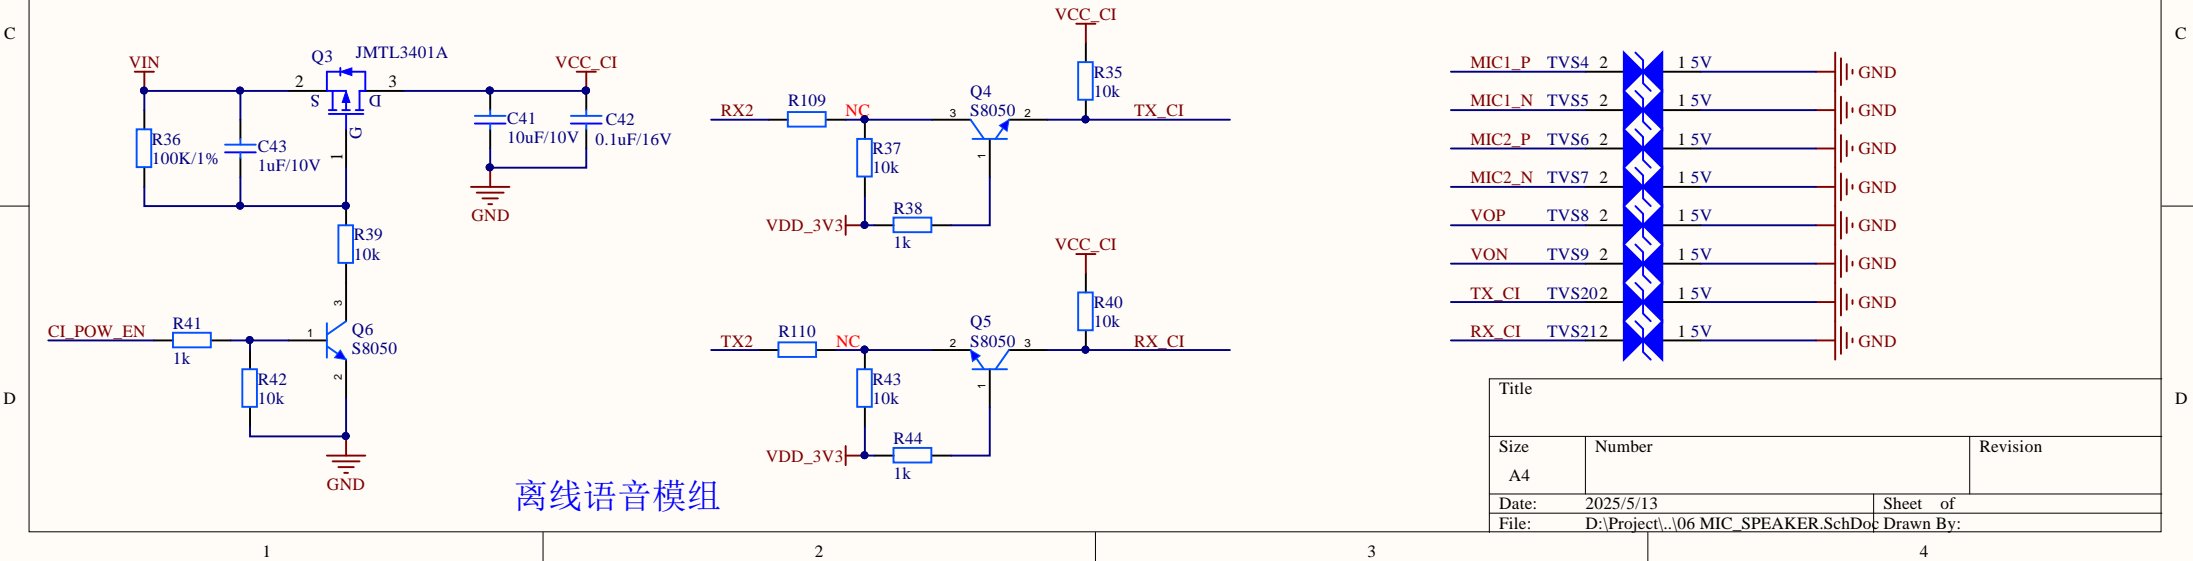 C
C
VIN
Q3
JMTL3401A
2
3
S
D
G
1
R36
100K/1%
C43
1uF/10V
VCC_CI
C41
10uF/10V
C42
0.1uF/16V
GND
R39
10k
3
CI_POW_EN
R41
1k
1
Q6
S8050
2
R42
10k
GND
VCC_CI
R35
10k
RX2
R109
NC
3
Q4
S8050
2
TX_CI
1
R37
10k
VDD_3V3
R38
1k
VCC_CI
R40
10k
TX2
R110
NC
2
Q5
S8050
3
RX_CI
1
R43
10k
VDD_3V3
R44
1k
离线语音模组
MIC1_P TVS4 2 1 5V GND
MIC1_N TVS5 2 1 5V GND
MIC2_P TVS6 2 1 5V GND
MIC2_N TVS7 2 1 5V GND
VOP TVS8 2 1 5V GND
VON TVS9 2 1 5V GND
TX_CI TVS20 2 1 5V GND
RX_CI TVS21 2 1 5V GND
D
D
Title
Size Number Revision
A4
Date: 2025/5/13 Sheet of
File: D:\Project\..\06 MIC_SPEAKER.SchDoc Drawn By:
1 2 3 4